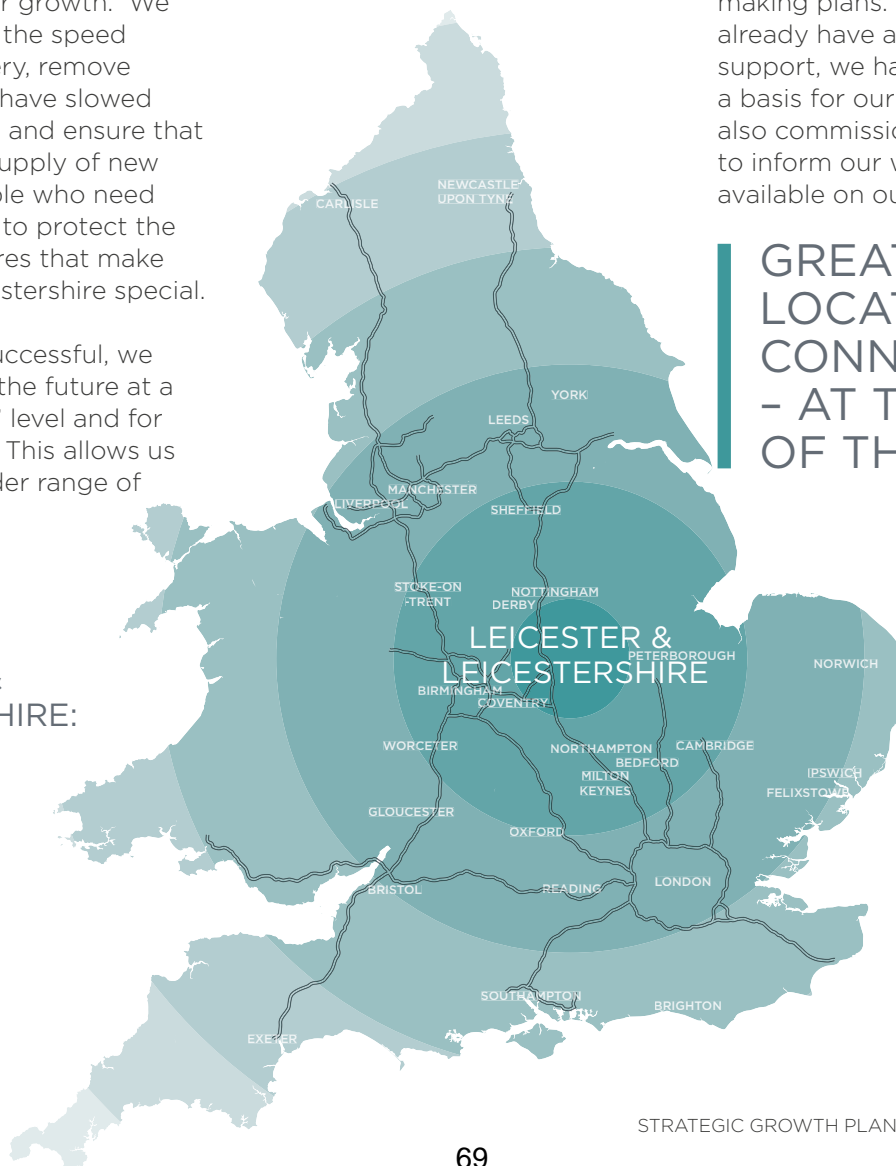 r growth. We
the speed
ery, remove
have slowed
and ensure that
upply of new
ple who need
to protect the
res that make
estershire special.
uccessful, we
the future at a
level and for
This allows us
der range of
HIRE:
making plans.
already have a
support, we ha
a basis for our
also commissio
to inform our w
available on ou
GREAT
LOCAT
CONN
– AT T
OF TH
CARLISLE
NEWCASTLE
UPON TYNE
YORK
LEEDS
MANCHESTER
LIVERPOOL
SHEFFIELD
STOKE-ON
-TRENT
NOTTINGHAM
DERBY
LEICESTER &
LEICESTERSHIRE
PETERBOROUGH
NORWICH
BIRMINGHAM
COVENTRY
WORCETER
NORTHAMPTON
CAMBRIDGE
BEDFORD
MILTON
KEYNES
IPSWICH
FELIXSTOWE
GLOUCESTER
OXFORD
BRISTOL
READING
LONDON
SOUTHAMPTON
BRIGHTON
EXETER
STRATEGIC GROWTH PLAN
69